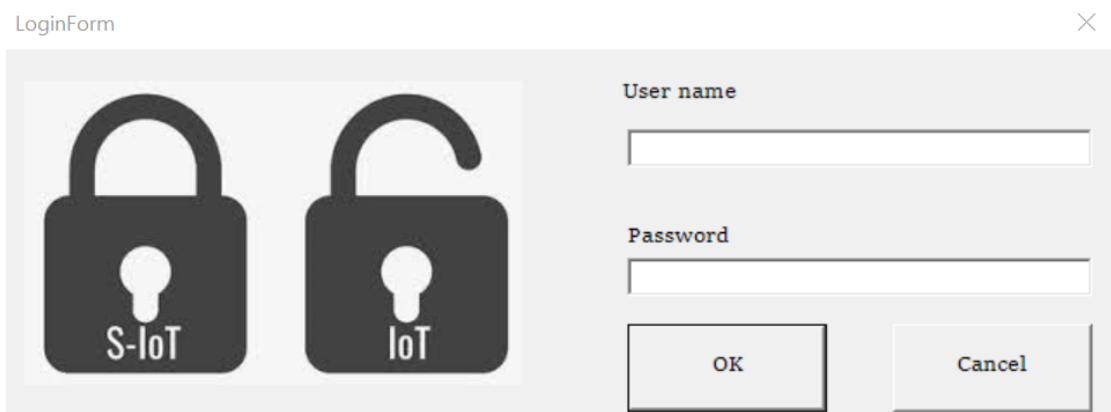 LoginForm
S-IoT
IoT
User name
Password
OK
Cancel